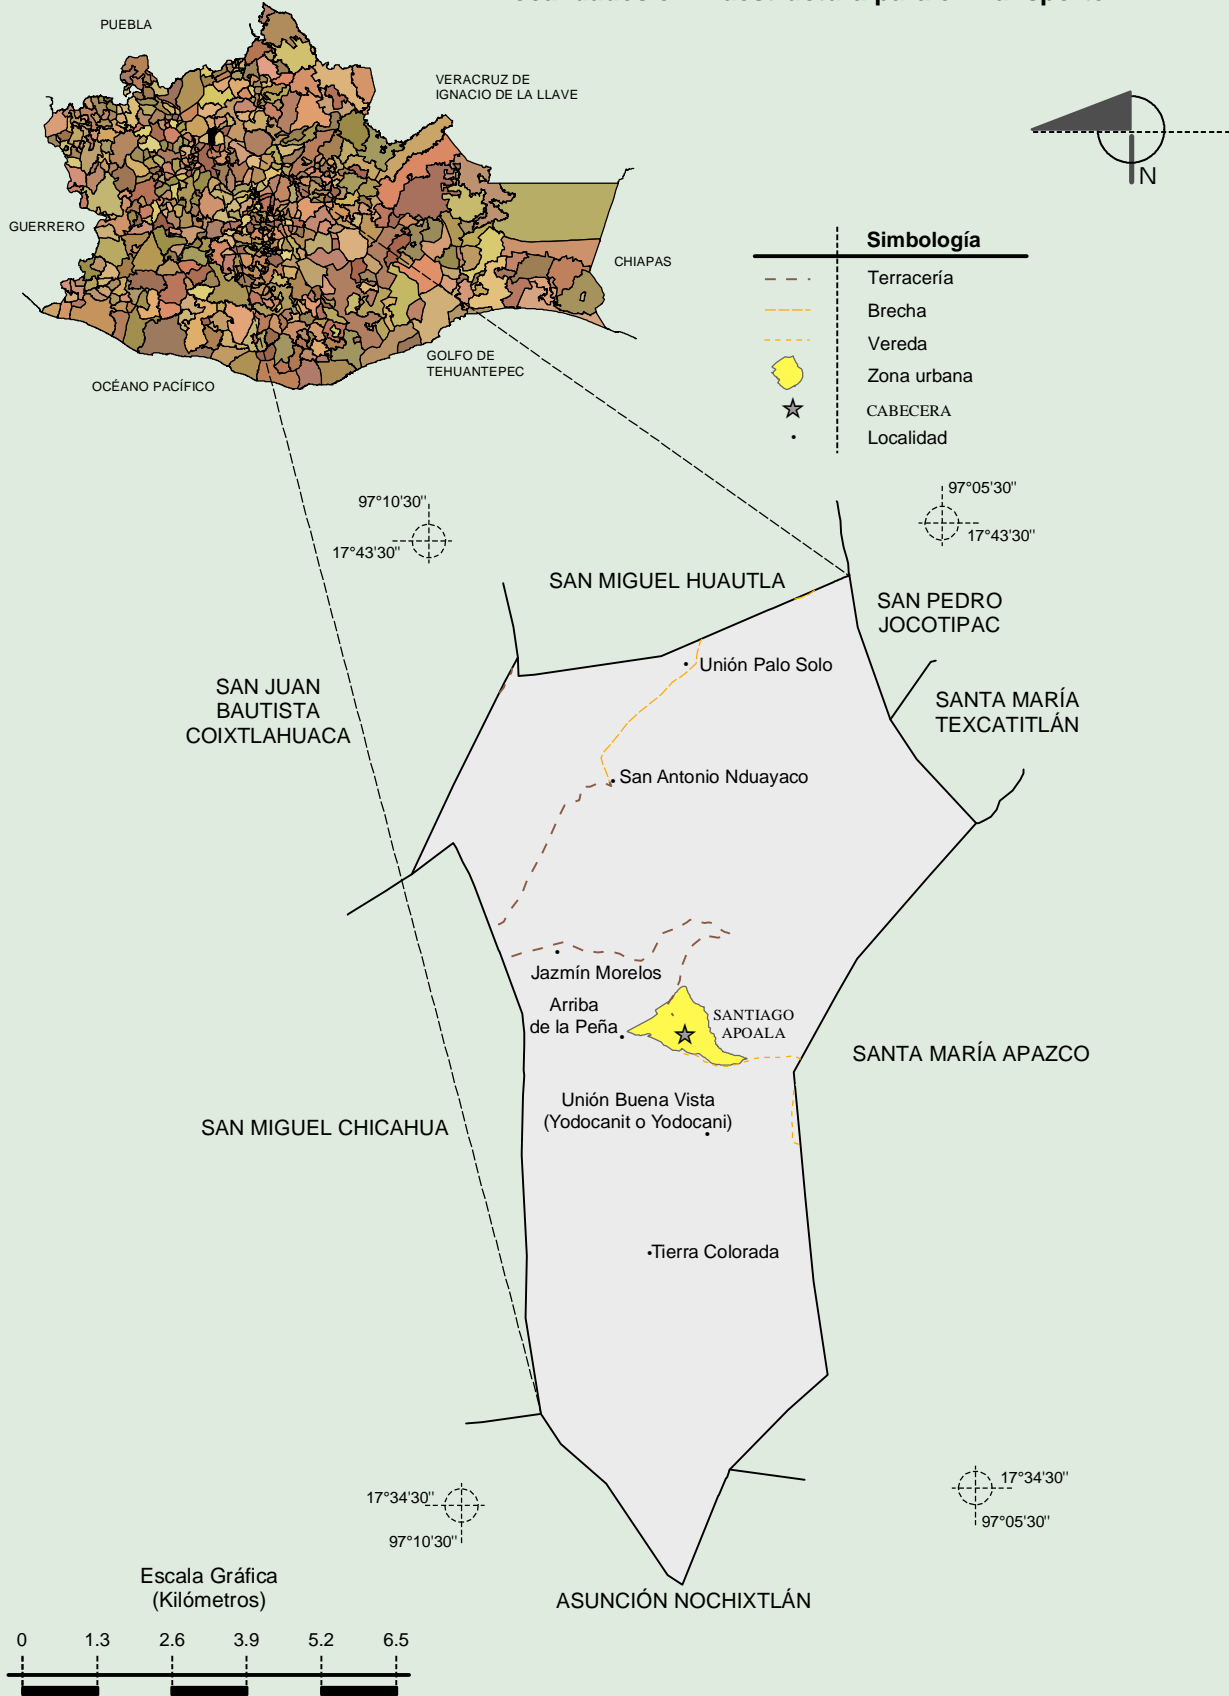 PUEBLA
VERACRUZ DE
IGNACIO DE LA LLAVE
GUERRERO
CHIAPAS
GOLFO DE
TEHUANTEPEC
OCÉANO PACÍFICO
N
Simbología
Terracería
Brecha
Vereda
Zona urbana
CABECERA
Localidad
97°10'30"
17°43'30"
97°05'30"
17°43'30"
SAN MIGUEL HUAUTLA
SAN PEDRO
JOCOTIPAC
SAN JUAN
BAUTISTA
COIXTLAHUACA
SANTA MARÍA
TEXCATITLÁN
Unión Palo Solo
San Antonio Nduayaco
Jazmín Morelos
Arriba
de la Peña
SANTIAGO
APOALA
SANTA MARÍA APAZCO
Unión Buena Vista
(Yodocanit o Yodocani)
SAN MIGUEL CHICAHUA
Tierra Colorada
17°34'30"
97°10'30"
17°34'30"
97°05'30"
ASUNCIÓN NOCHIXTLÁN
Escala Gráfica
(Kilómetros)
0 1.3 2.6 3.9 5.2 6.5